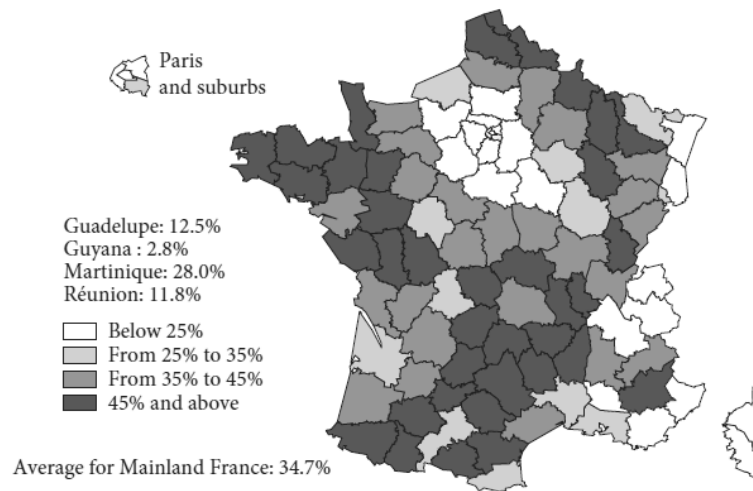 Paris
and suburbs
Guadelupe: 12.5%
Guyana : 2.8%
Martinique: 28.0%
Réunion: 11.8%
Below 25%
From 25% to 35%
From 35% to 45%
45% and above
Average for Mainland France: 34.7%